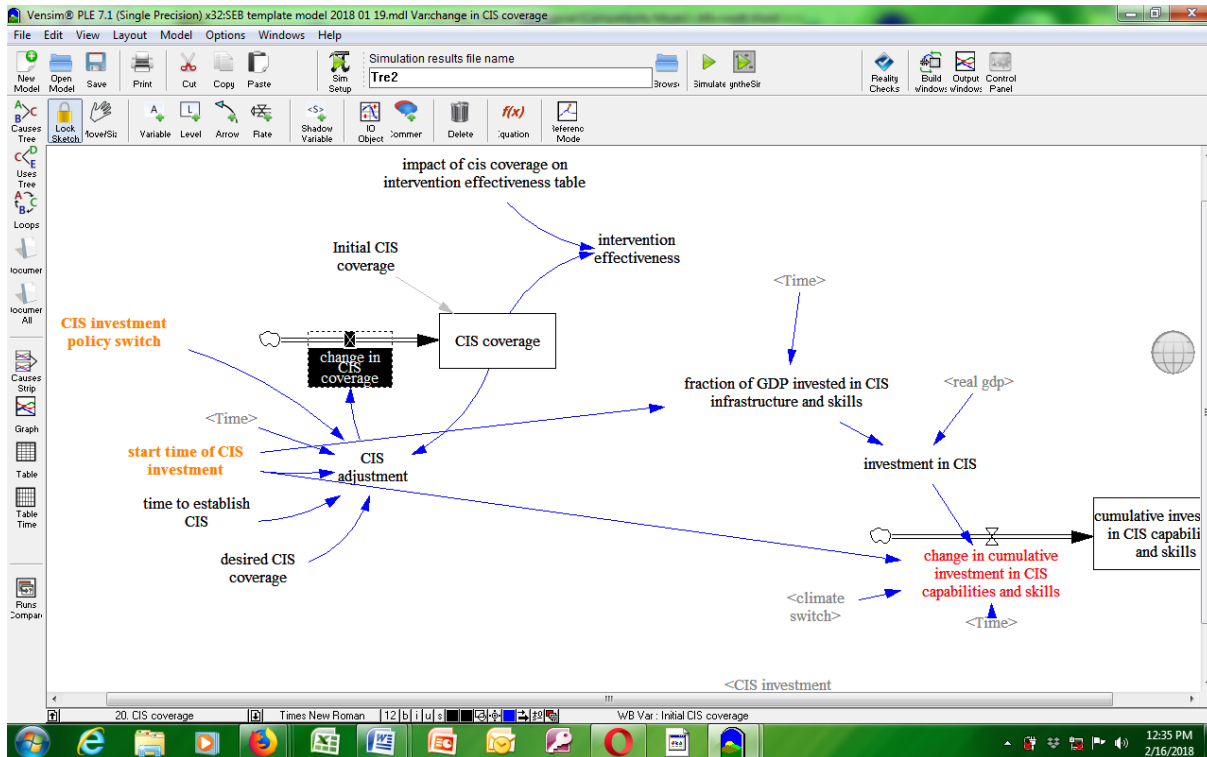 Vensim® PLE 7.1 (Single Precision) x32:SEB template model 2018 01 19.mdl Var:change in CIS coverage
File Edit View Layout Model Options Windows Help
New Model
Open Model
Save
Print
Cut
Copy
Paste
Sim Setup
Simulation results file name
Tre2
Brows
Simulate
Reality Checks
Build
Output
Control Panel
Causes Tree
Lock Sketch
Variable
Level
Arrow
Rate
<S>
Shadow Variable
IO Object
Delete
f(x)
Mode
Uses Tree
Loops
All
Causes Strip
Graph
Table
Table Time
Runs
impact of cis coverage on
intervention effectiveness table
Initial CIS
coverage
intervention
effectiveness
<Time>
CIS investment
policy switch
CIS coverage
change in
CIS
coverage
fraction of GDP invested in CIS
infrastructure and skills
<real gdp>
<Time>
start time of CIS
investment
CIS
adjustment
investment in CIS
time to establish
CIS
desired CIS
coverage
cumulative inves
in CIS capabili
and skills
change in cumulative
investment in CIS
capabilities and skills
<climate
switch>
<Time>
<CIS investment
20. CIS coverage
Times New Roman
12 b i u s
WB Var : Initial CIS coverage
12:35 PM
2/16/2018